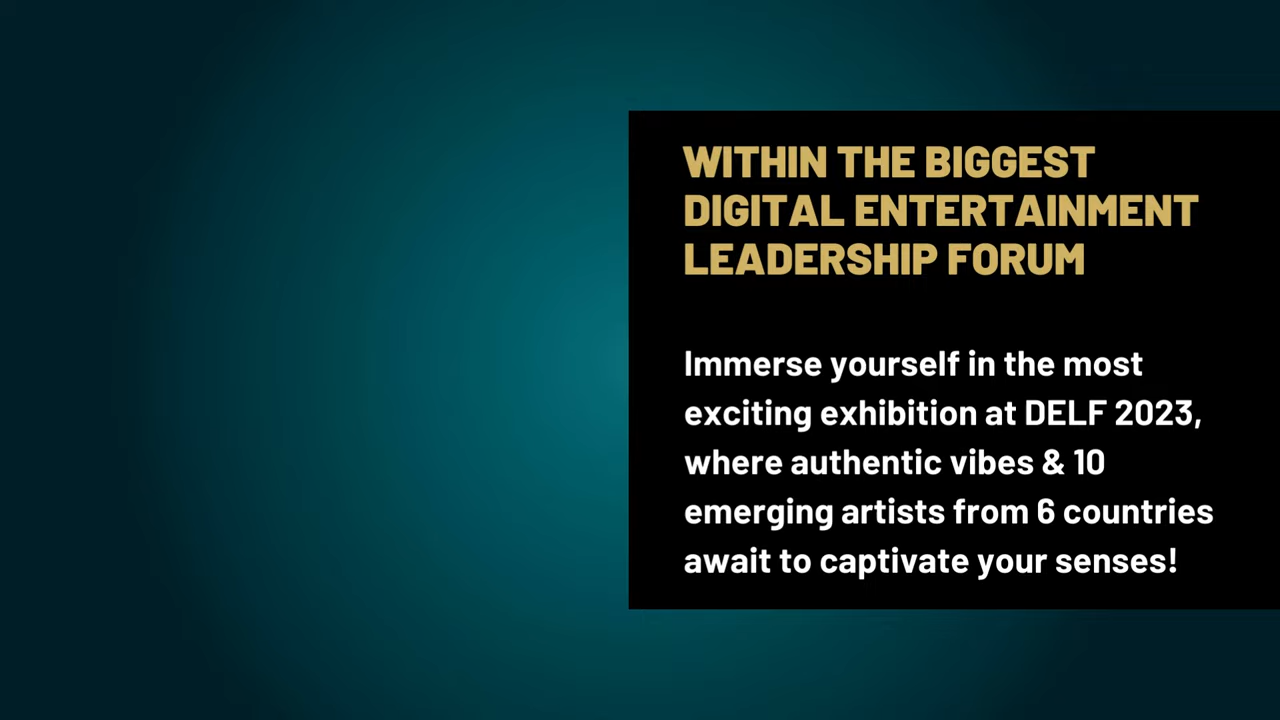 WITHIN THE BIGGEST
DIGITAL ENTERTAINMENT
LEADERSHIP FORUM
Immerse yourself in the most
exciting exhibition at DELF 2023,
where authentic vibes & 10
emerging artists from 6 countries
await to captivate your senses!